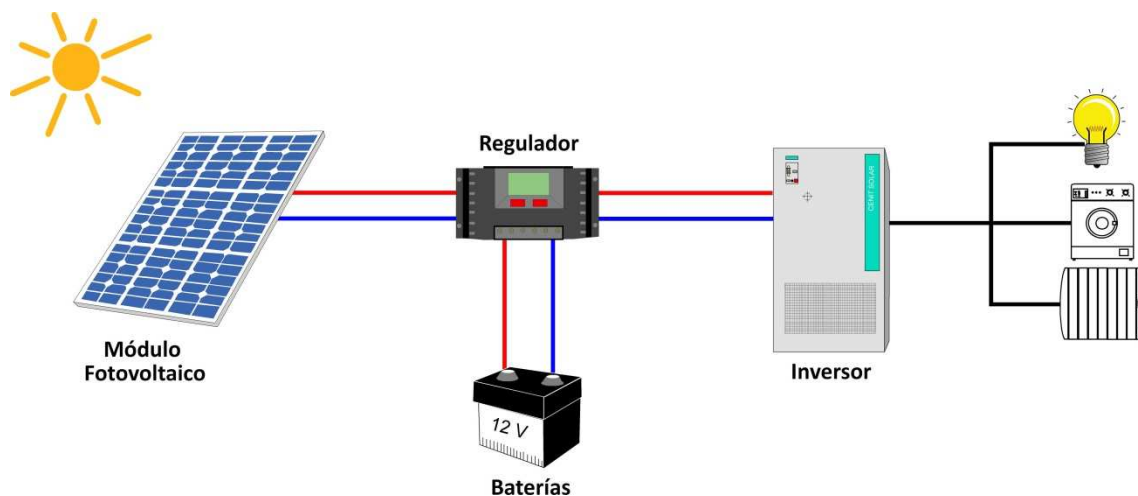 Regulador
CENIT SOLAR
Módulo
Fotovoltaico
Inversor
12 V
Baterías